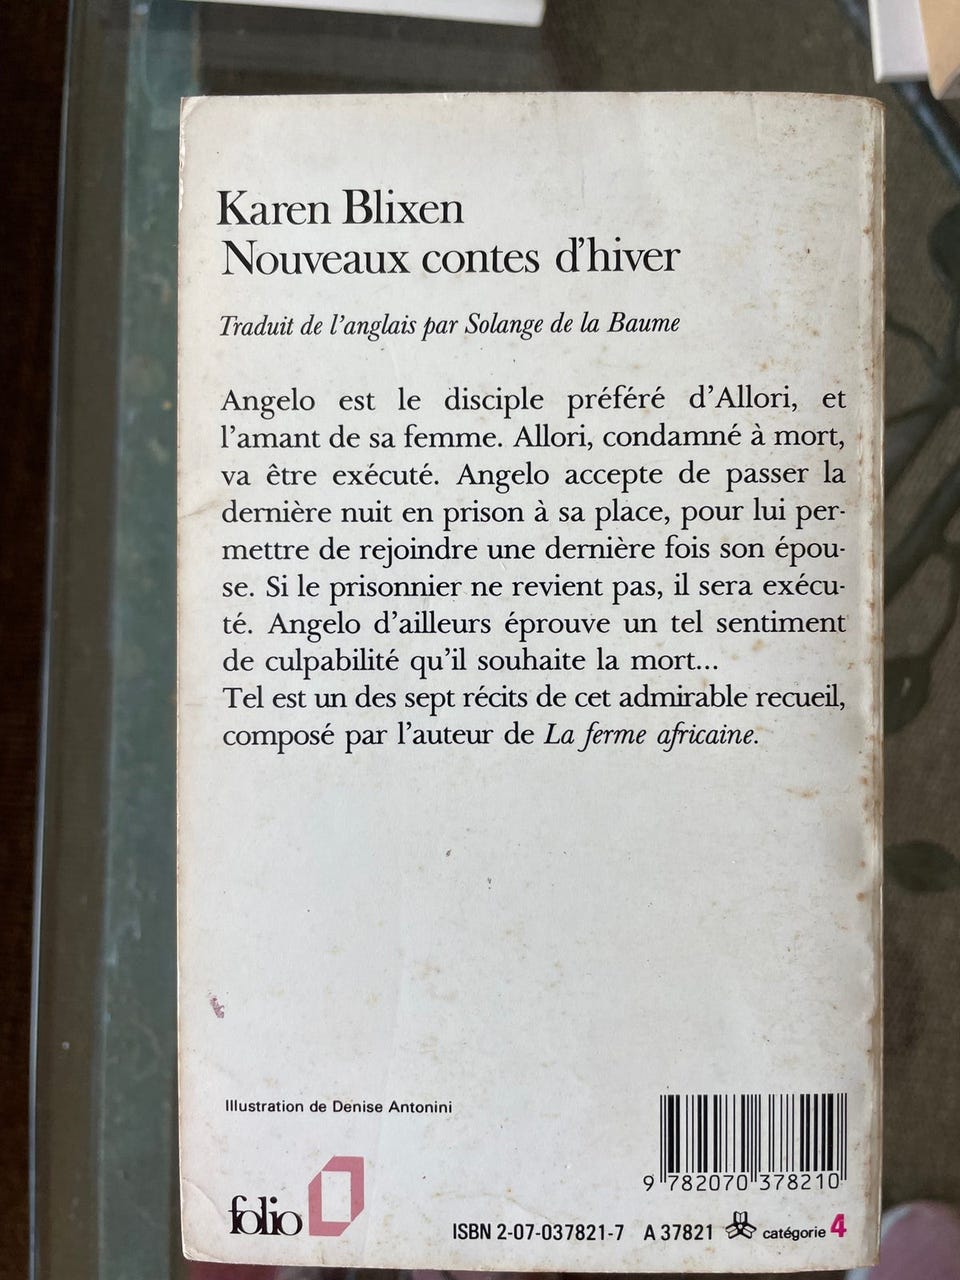 Karen Blixen
Nouveaux contes d'hiver
Traduit de l'anglais par Solange de la Baume
Angelo est le disciple préféré d'Allori, et
l'amant de sa femme. Allori, condamné à mort,
va être exécuté. Angelo accepte de passer la
dernière nuit en prison à sa place, pour lui per-
mettre de rejoindre une dernière fois son épou-
se. Si le prisonnier ne revient pas, il sera exécu-
té. Angelo d'ailleurs éprouve un tel sentiment
de culpabilité qu'il souhaite la mort...
Tel est un des sept récits de cet admirable recueil,
composé par l'auteur de La ferme africaine.
Illustration de Denise Antonini
9 782070 378210
folio
ISBN 2-07-037821-7 A 37821 catégorie 4